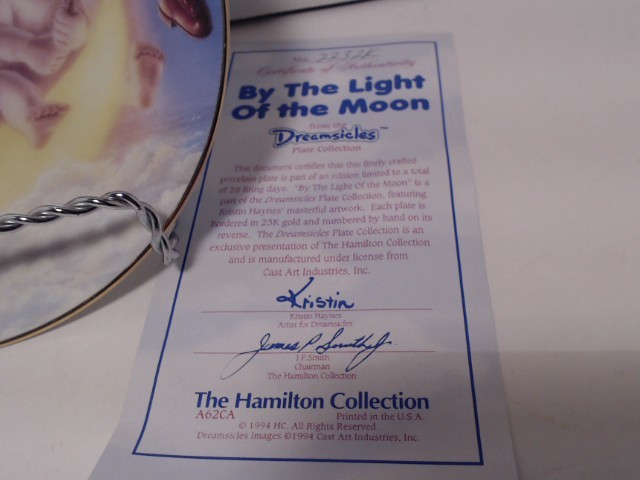 No. 2232K
Certificate of Authenticity
By The Light
Of the Moon
from the
Dreamsicles™
Plate Collection
This document certifies that this finely crafted
porcelain plate is part of an edition limited to a total
of 28 firing days. "By The Light Of the Moon" is a
part of the Dreamsicles Plate Collection, featuring
Kristin Haynes' masterful artwork. Each plate is
bordered in 23K gold and numbered by hand on its
reverse. The Dreamsicles Plate Collection is an
exclusive presentation of The Hamilton Collection
and is manufactured under license from
Cast Art Industries, Inc.
Kristin
Kristin Haynes
Artist for Dreamsicles
James P. Smith Jr.
J.P. Smith
Chairman
The Hamilton Collection
The Hamilton Collection
A62CA Printed in the U.S.A.
© 1994 HC. All Rights Reserved.
Dreamsicles images ©1994 Cast Art Industries, Inc.